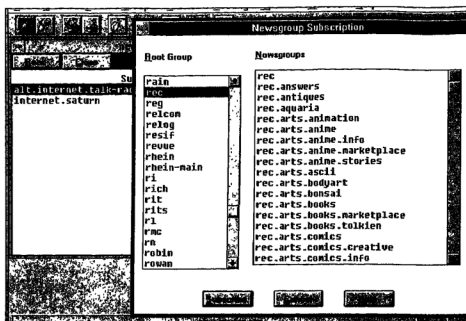 Newsgroup Subscription
Root Group
rain
rec
reg
relcom
relog
resif
revue
rhein
rhein-main
ri
rich
rit
rits
rl
rmc
rn
robin
rowan
Newsgroups
rec
rec.answers
rec.antiques
rec.aquaria
rec.arts.animation
rec.arts.anime
rec.arts.anime.info
rec.arts.anime.marketplace
rec.arts.anime.stories
rec.arts.ascii
rec.arts.bodyart
rec.arts.bonsai
rec.arts.books
rec.arts.books.marketplace
rec.arts.books.tolkien
rec.arts.comics
rec.arts.comics.creative
rec.arts.comics.info
Su
alt.internet.talk-rad
internet.saturn